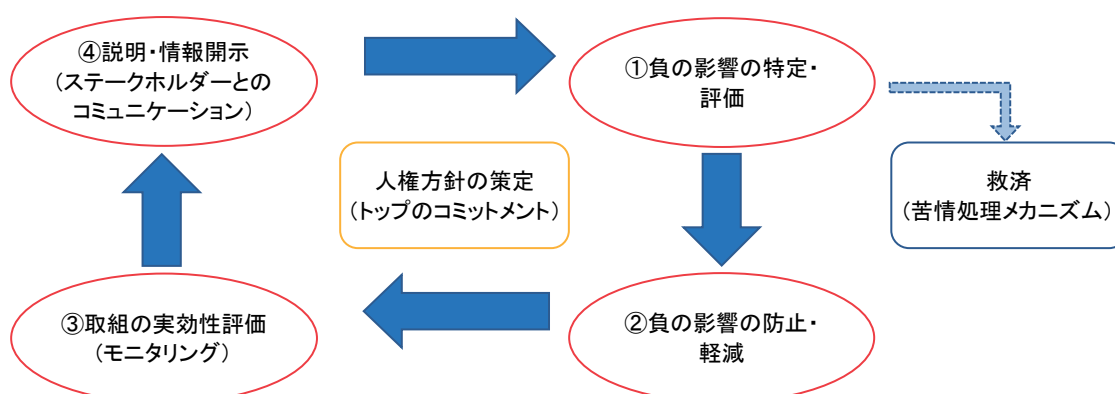 ④説明・情報開示
(ステークホルダーとの
コミュニケーション)
①負の影響の特定・
評価
人権方針の策定
(トップのコミットメント)
救済
(苦情処理メカニズム)
③取組の実効性評価
(モニタリング)
②負の影響の防止・
軽減